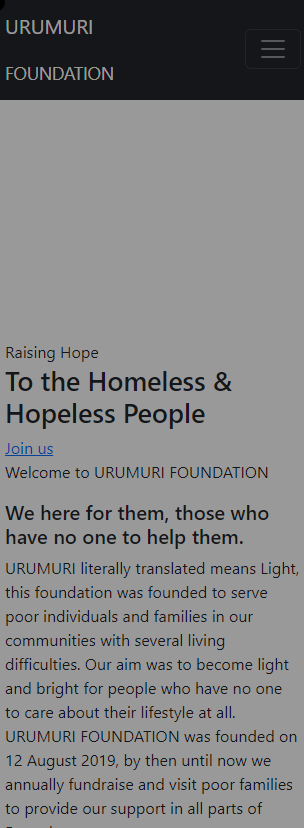 URUMURI
FOUNDATION
Raising Hope
To the Homeless &
Hopeless People
Join us
Welcome to URUMURI FOUNDATION
We here for them, those who
have no one to help them.
URUMURI literally translated means Light,
this foundation was founded to serve
poor individuals and families in our
communities with several living
difficulties. Our aim was to become light
and bright for people who have no one
to care about their lifestyle at all.
URUMURI FOUNDATION was founded on
12 August 2019, by then until now we
annually fundraise and visit poor families
to provide our support in all parts of